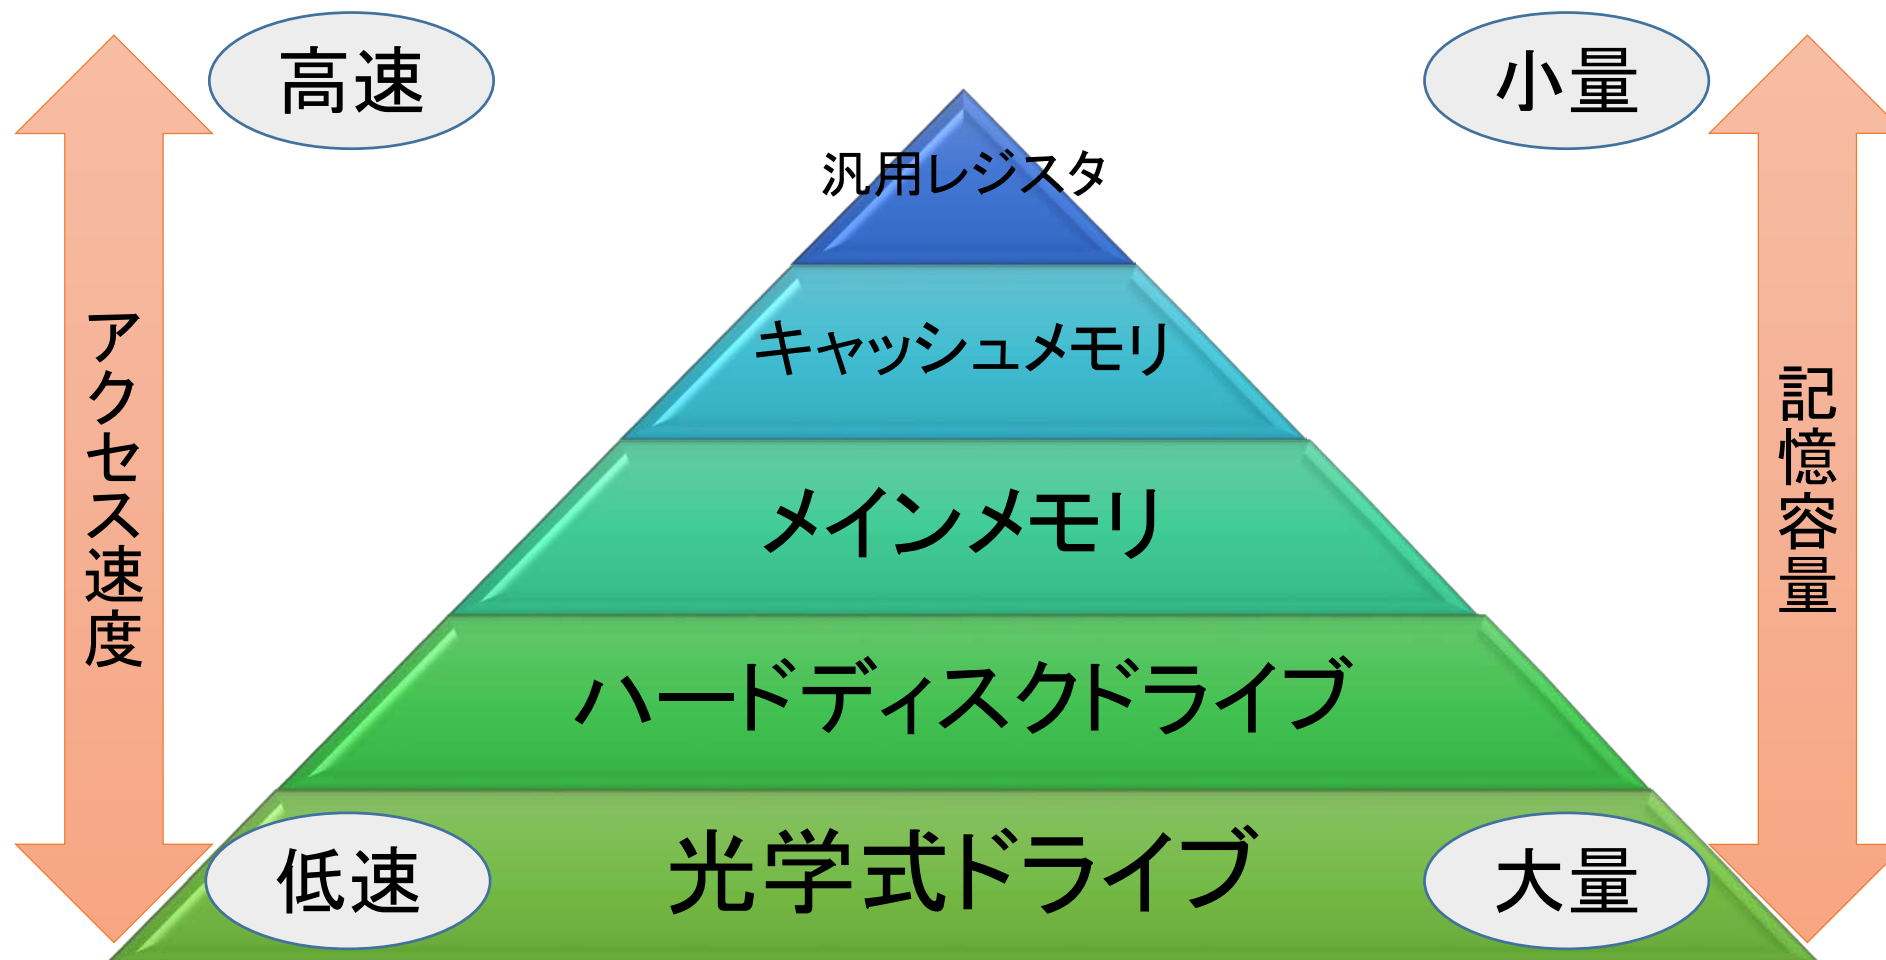 高速
小量
汎用レジスタ
キャッシュメモリ
メインメモリ
ハードディスクドライブ
光学式ドライブ
アクセス速度
記憶容量
低速
大量